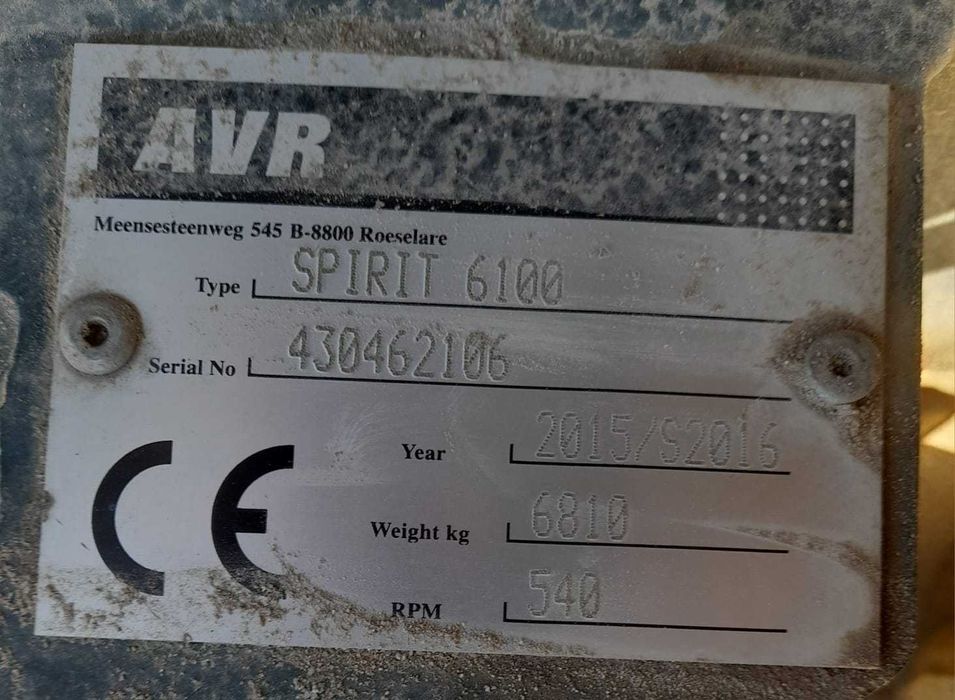 AVR
Meensesteenweg 545 B-8800 Roeselare
Type SPIRIT 6100
Serial No 430462106
Year 2015/S2016
Weight kg 6810
RPM 540
CE